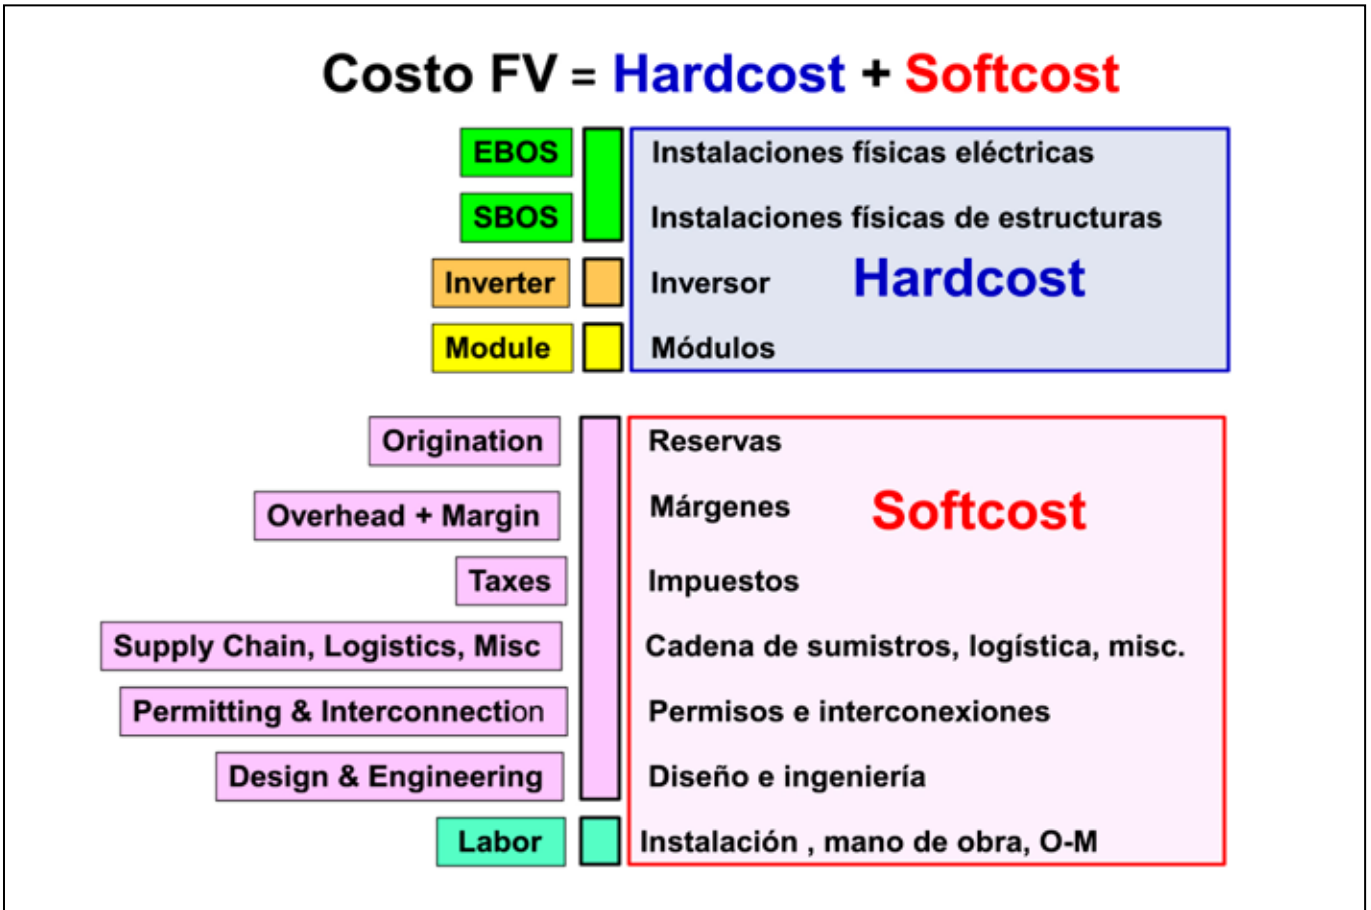 Costo FV = Hardcost + Softcost
EBOS Instalaciones físicas eléctricas
SBOS Instalaciones físicas de estructuras
Inverter Inversor Hardcost
Module Módulos
Origination Reservas
Overhead + Margin Márgenes Softcost
Taxes Impuestos
Supply Chain, Logistics, Misc Cadena de sumistros, logística, misc.
Permitting & Interconnection Permisos e interconexiones
Design & Engineering Diseño e ingeniería
Labor Instalación , mano de obra, O-M